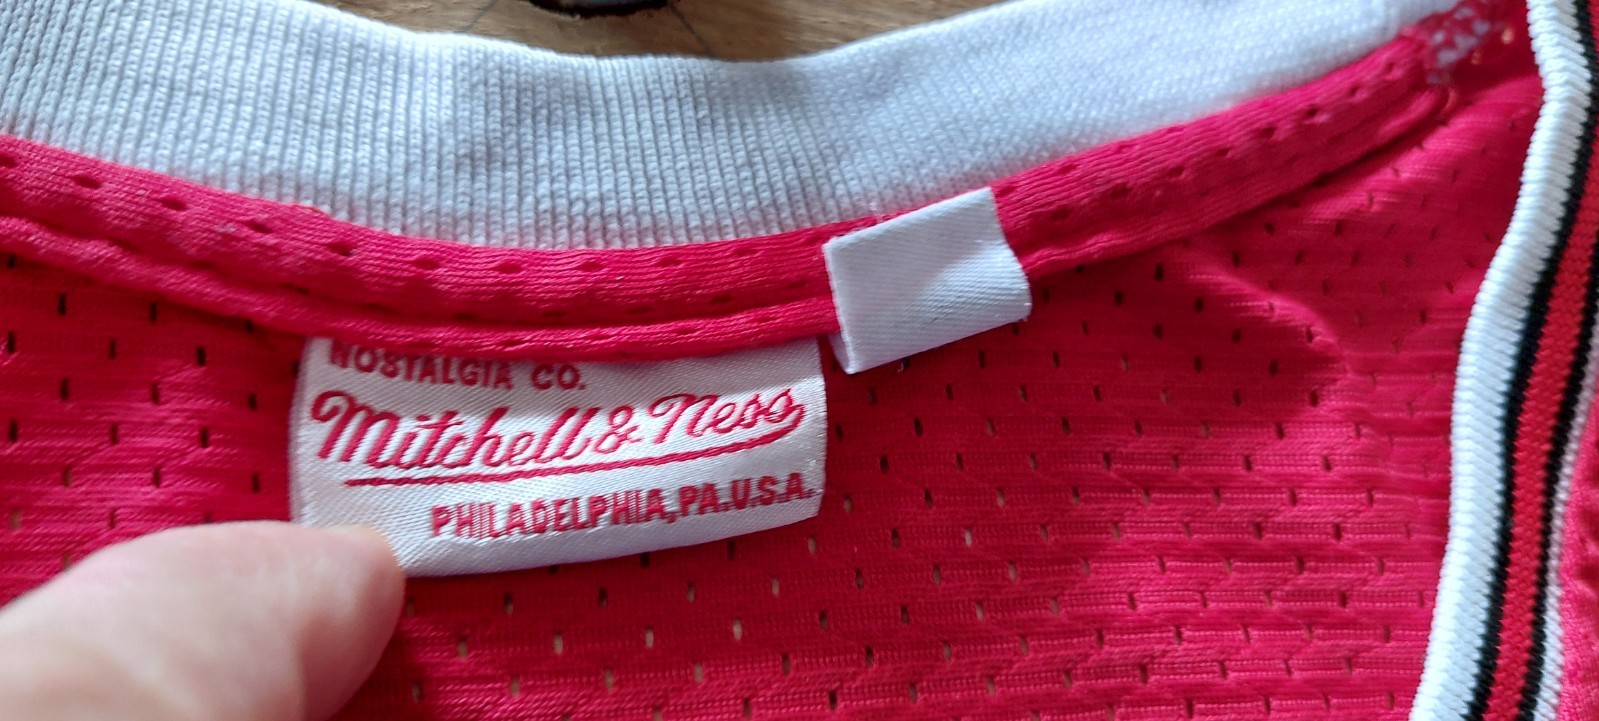 NOSTALGIA CO.
Mitchell & Ness
PHILADELPHIA, PA. U.S.A.